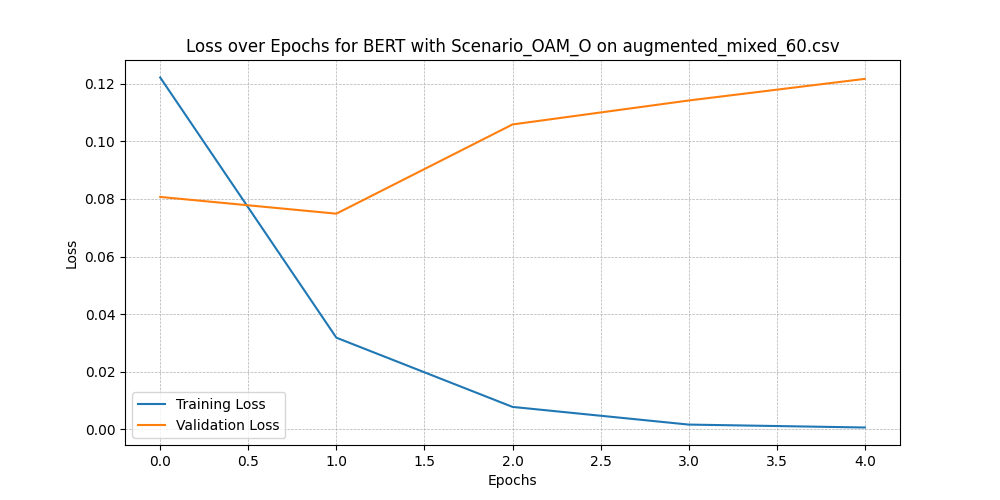 Loss over Epochs for BERT with Scenario_OAM_O on augmented_mixed_60.csv
0.12
0.10
0.08
0.06
0.04
0.02
0.00
Loss
Training Loss
Validation Loss
0.0 0.5 1.0 1.5 2.0 2.5 3.0 3.5 4.0
Epochs